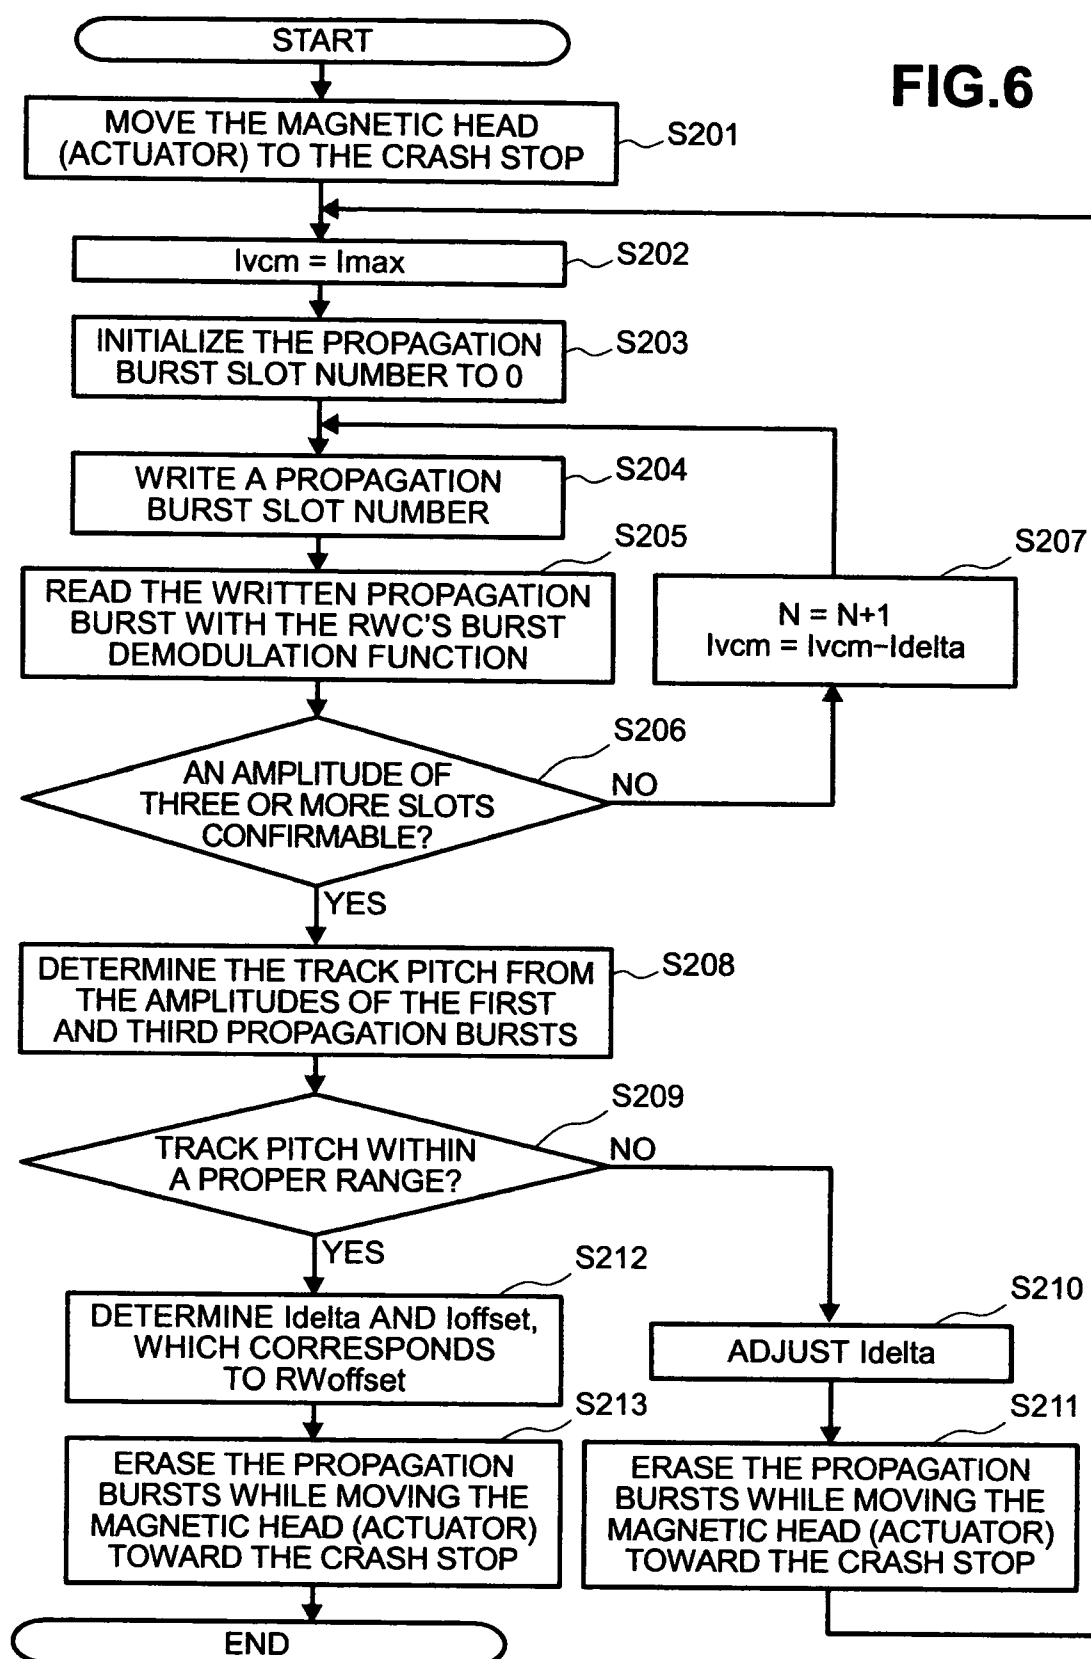 START
FIG.6
MOVE THE MAGNETIC HEAD
(ACTUATOR) TO THE CRASH STOP
S201
Ivcm = Imax
S202
INITIALIZE THE PROPAGATION
BURST SLOT NUMBER TO 0
S203
WRITE A PROPAGATION
BURST SLOT NUMBER
S204
READ THE WRITTEN PROPAGATION
BURST WITH THE RWC'S BURST
DEMODULATION FUNCTION
S205
N = N+1
Ivcm = Ivcm-Idelta
S207
AN AMPLITUDE OF
THREE OR MORE SLOTS
CONFIRMABLE?
S206
NO
YES
DETERMINE THE TRACK PITCH FROM
THE AMPLITUDES OF THE FIRST
AND THIRD PROPAGATION BURSTS
S208
TRACK PITCH WITHIN
A PROPER RANGE?
S209
NO
YES
DETERMINE Idelta AND Ioffset,
WHICH CORRESPONDS
TO RWoffset
S212
ADJUST Idelta
S210
ERASE THE PROPAGATION
BURSTS WHILE MOVING THE
MAGNETIC HEAD (ACTUATOR)
TOWARD THE CRASH STOP
S213
ERASE THE PROPAGATION
BURSTS WHILE MOVING THE
MAGNETIC HEAD (ACTUATOR)
TOWARD THE CRASH STOP
S211
END